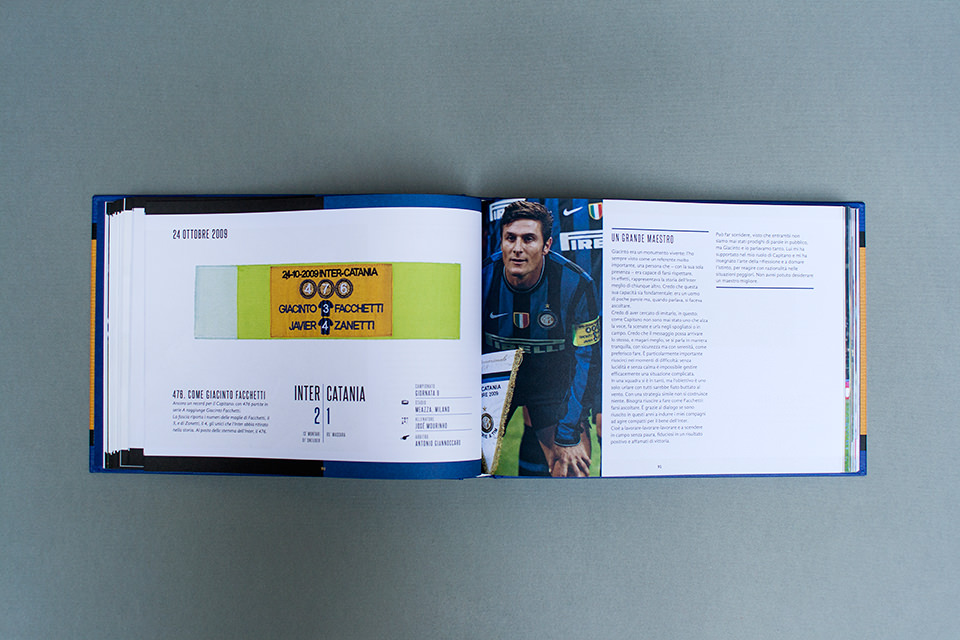 24 OTTOBRE 2009
24-10-2009 INTER-CATANIA
476
GIACINTO 3 FACCHETTI
JAVIER 4 ZANETTI
476. COME GIACINTO FACCHETTI
Ancora un record per il Capitano: con 476 partite in
serie A raggiunge Giacinto Facchetti.
La fascia riporta i numeri delle maglie di Facchetti, il
3, e di Zanetti, il 4, gli unici che l'Inter abbia ritirato
nella storia. Al posto dello stemma dell'Inter, il 476.
INTER CATANIA
2 1
CAMPIONATO
GIORNATA 9
STADIO
MEAZZA, MILANO
ALLENATORE
JOSÉ MOURINHO
ARBITRO
ANTONIO GIANNOCCARO
PIRE
UN GRANDE MAESTRO
Giacinto era un monumento vivente: l'ho
sempre visto come un referente molto
importante, una persona che – con la sua sola
presenza – era capace di farsi rispettare.
In effetti, rappresentava la storia dell'Inter
meglio di chiunque altro. Credo che questa
sua capacità sia fondamentale: era un uomo
di poche parole ma, quando parlava, si faceva
ascoltare.
Credo di aver cercato di imitarlo, in questo:
come Capitano non sono mai stato uno che alza
la voce, fa scenate e urla negli spogliatoi o in
campo. Credo che il messaggio possa arrivare
lo stesso, e magari meglio, se si parla in maniera
tranquilla, con sicurezza ma con serenità, come
preferisco fare. È particolarmente importante
riuscirci nei momenti di difficoltà: senza
lucidità e senza calma è impossibile gestire
efficacemente una situazione complicata.
In una squadra si è in tanti, ma l'obiettivo è uno
solo: urlare con tutti sarebbe fiato buttato al
vento. Con una strategia simile non si costruisce
niente. Bisogna riuscire a fare come Facchetti:
farsi ascoltare. È grazie al dialogo se sono
riuscito in questi anni a indurre i miei compagni
ad agire compatti per il bene dell'Inter.
Cioè a lavorare-lavorare-lavorare e a scendere
in campo senza paura, fiduciosi in un risultato
positivo e affamati di vittoria.
Può far sorridere, visto che entrambi non
siamo mai stati prodighi di parole in pubblico,
ma Giacinto e io parlavamo tanto. Lui mi ha
supportato nel mio ruolo di Capitano e mi ha
insegnato l'arte della riflessione e a domare
l'istinto, per reagire con razionalità nelle
situazioni peggiori. Non avrei potuto desiderare
un maestro migliore.